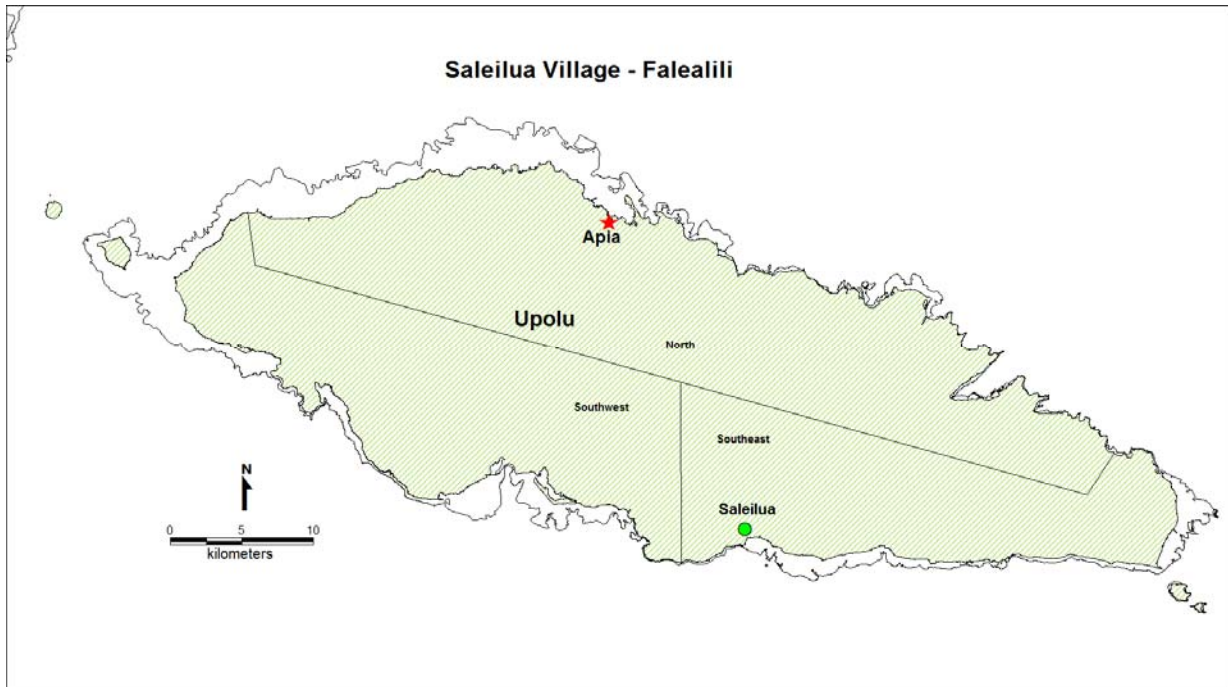 Saleilua Village - Falealili
Apia
Upolu
North
Southwest
Southeast
N
Saleilua
0 5 10
kilometers